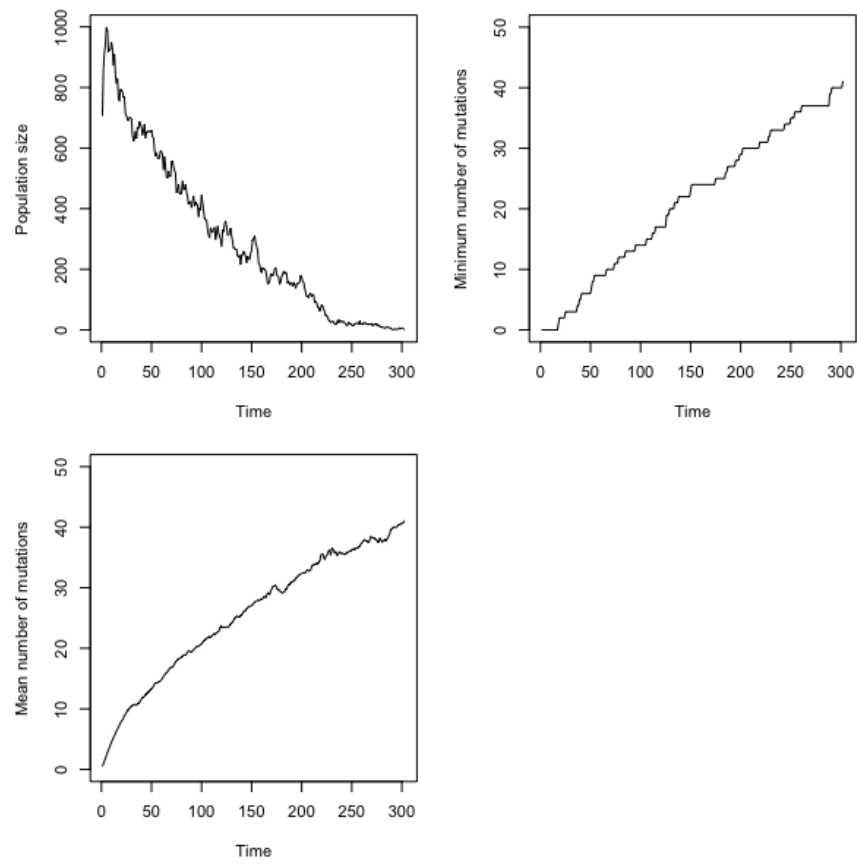 Population size
0 200 400 600 800 1000
0 50 100 150 200 250 300
Time
Minimum number of mutations
0 10 20 30 40 50
0 50 100 150 200 250 300
Time
Mean number of mutations
0 10 20 30 40 50
0 50 100 150 200 250 300
Time